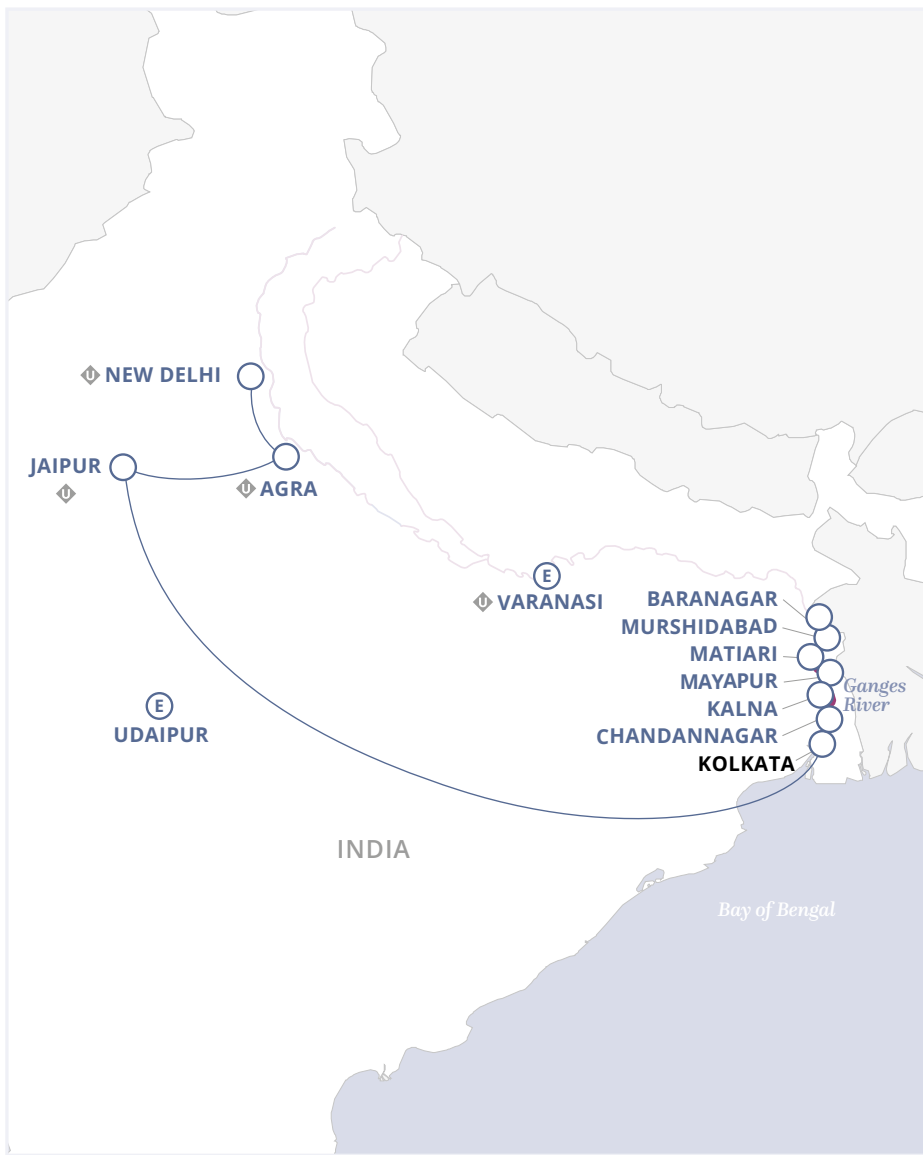 U NEW DELHI
JAIPUR
U
U AGRA
E
U VARANASI
BARANAGAR
MURSHIDABAD
MATIARI
MAYAPUR
Ganges
River
KALNA
E
UDAIPUR
CHANDANNAGAR
KOLKATA
INDIA
Bay of Bengal